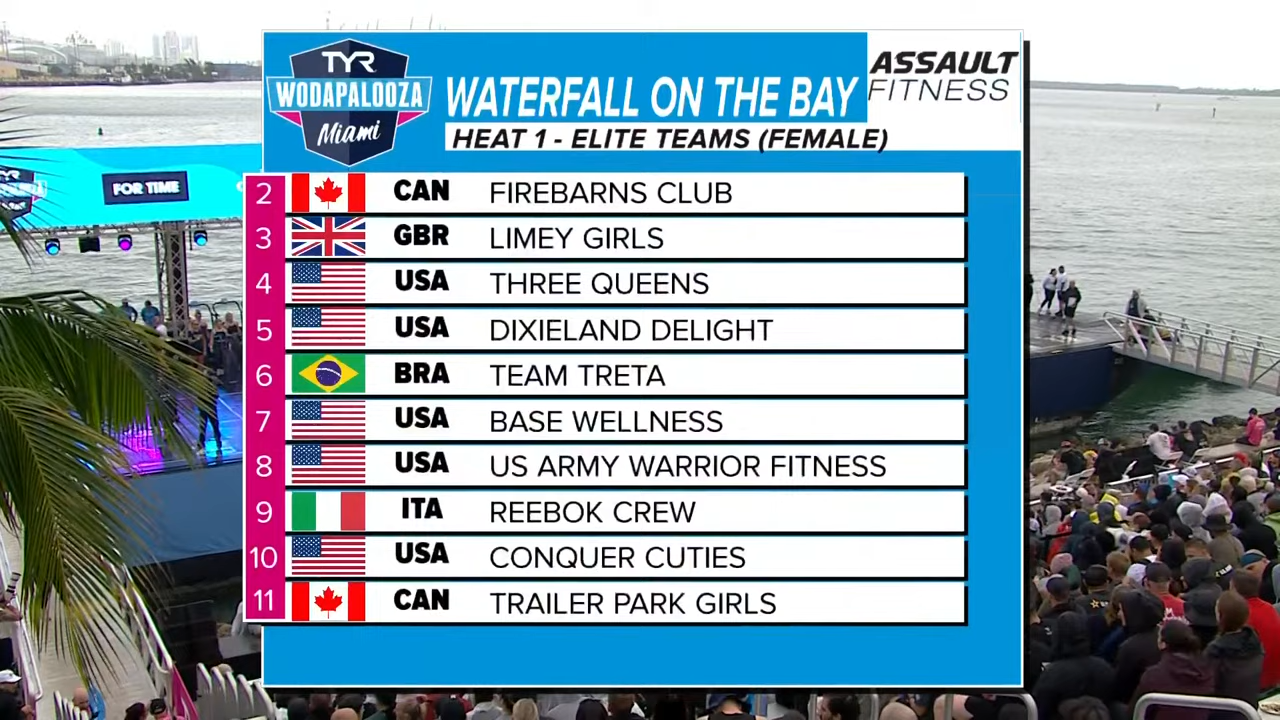 TYR
WODAPALOOZA
Miami
WATERFALL ON THE BAY
ASSAULT
FITNESS
HEAT 1 - ELITE TEAMS (FEMALE)
FOR TIME
2 CAN FIREBARNS CLUB
3 GBR LIMEY GIRLS
4 USA THREE QUEENS
5 USA DIXIELAND DELIGHT
6 BRA TEAM TRETA
7 USA BASE WELLNESS
8 USA US ARMY WARRIOR FITNESS
9 ITA REEBOK CREW
10 USA CONQUER CUTIES
11 CAN TRAILER PARK GIRLS